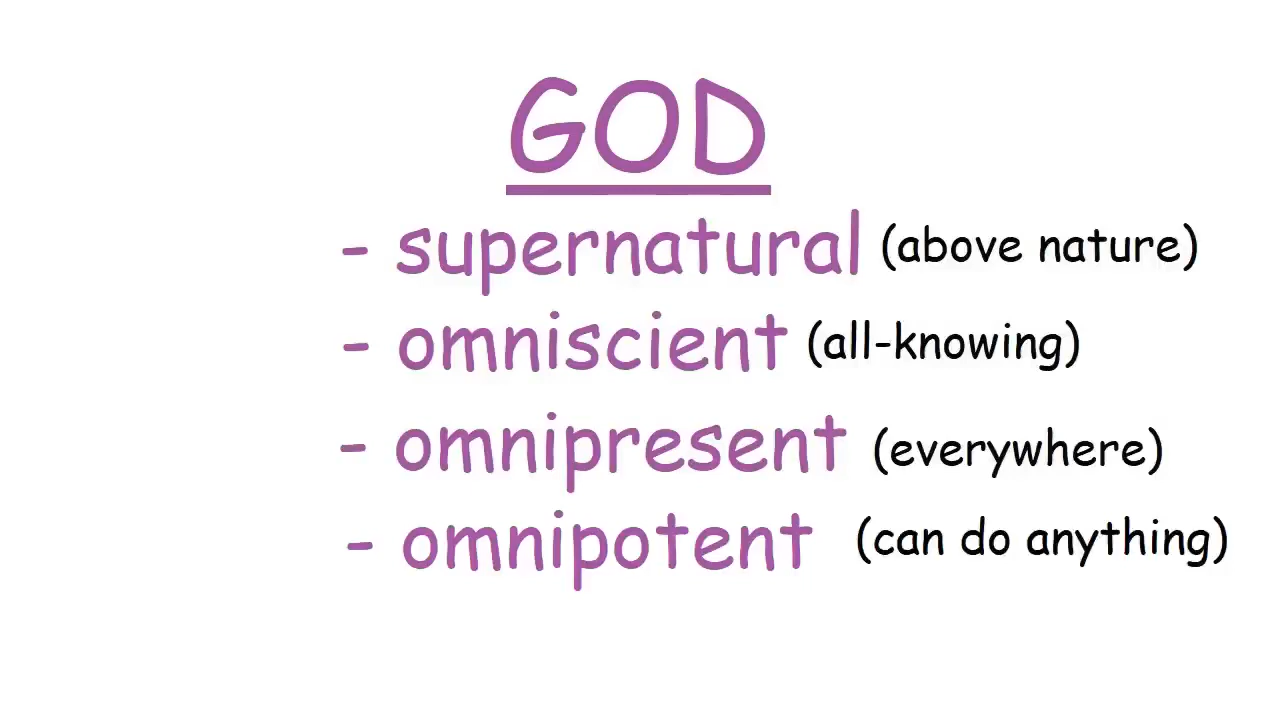 GOD
- supernatural (above nature)
- omniscient (all-knowing)
- omnipresent (everywhere)
- omnipotent (can do anything)